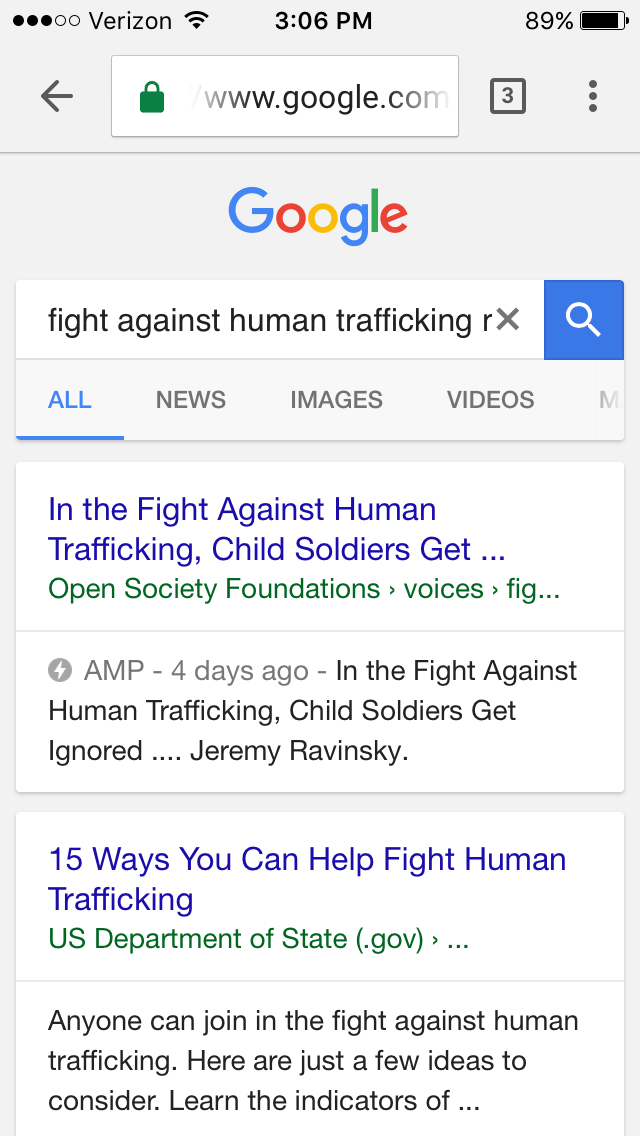 Verizon 3:06 PM 89%
/www.google.com 3
Google
fight against human trafficking r
ALL NEWS IMAGES VIDEOS M
In the Fight Against Human
Trafficking, Child Soldiers Get ...
Open Society Foundations › voices › fig...
AMP - 4 days ago - In the Fight Against
Human Trafficking, Child Soldiers Get
Ignored .... Jeremy Ravinsky.
15 Ways You Can Help Fight Human
Trafficking
US Department of State (.gov) › ...
Anyone can join in the fight against human
trafficking. Here are just a few ideas to
consider. Learn the indicators of ...